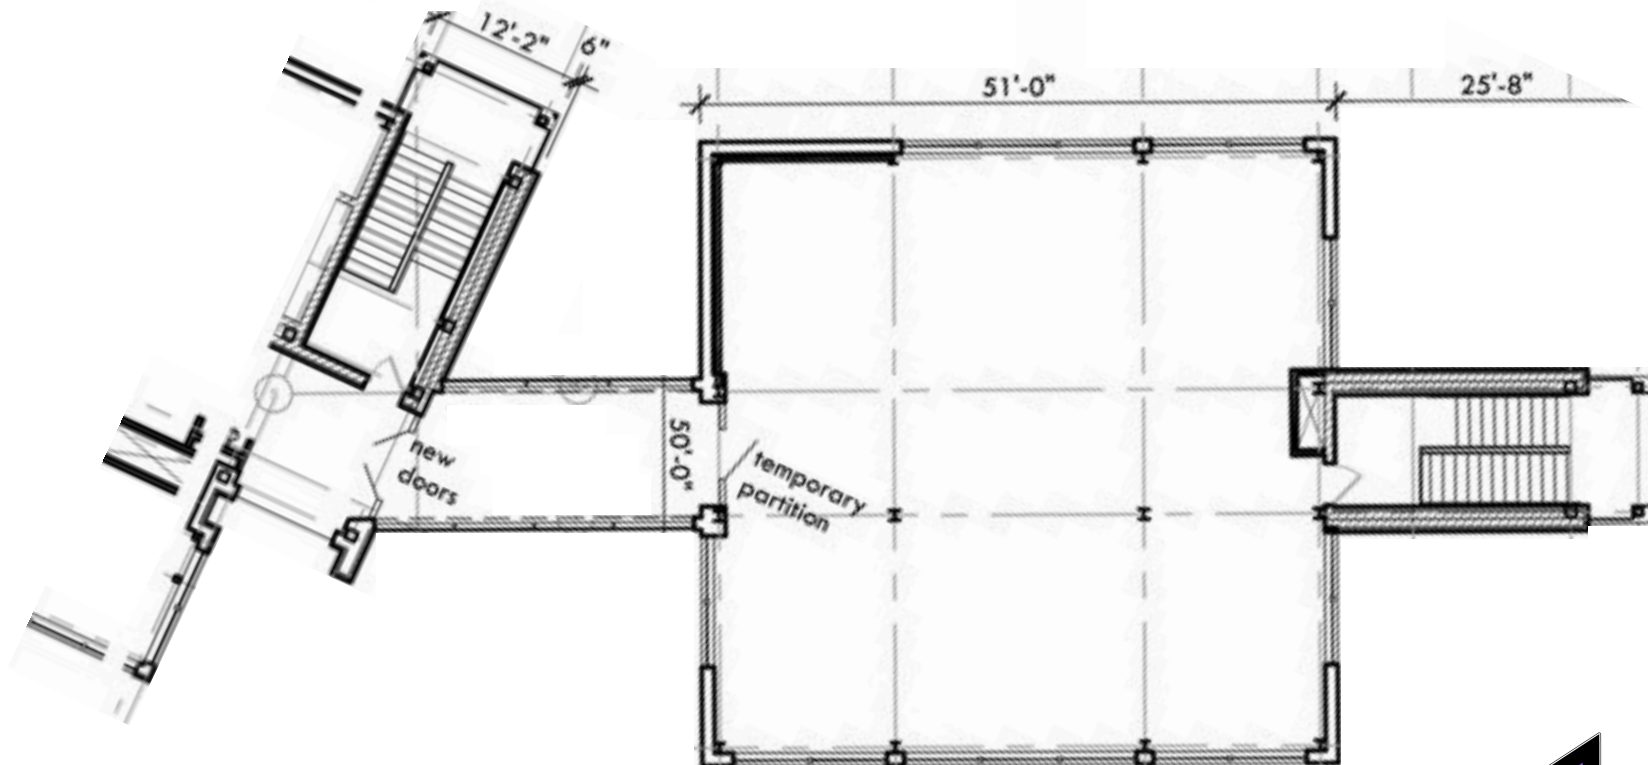 12'-2"
6"
51'-0"
25'-8"
new
doors
50'-0"
temporary
partition